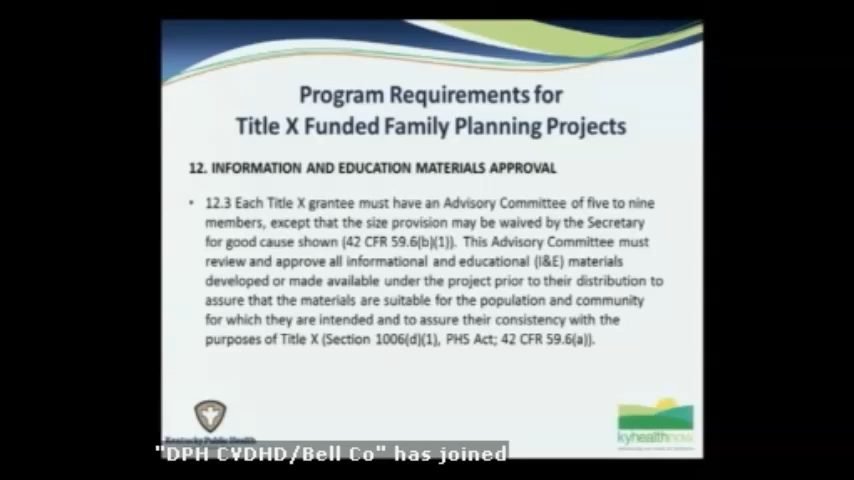 Program Requirements for
Title X Funded Family Planning Projects
12. INFORMATION AND EDUCATION MATERIALS APPROVAL
• 12.3 Each Title X grantee must have an Advisory Committee of five to nine
members, except that the size provision may be waived by the Secretary
for good cause shown (42 CFR 59.6(b)(1)). This Advisory Committee must
review and approve all informational and educational (I&E) materials
developed or made available under the project prior to their distribution to
assure that the materials are suitable for the population and community
for which they are intended and to assure their consistency with the
purposes of Title X (Section 1006(d)(1), PHS Act; 42 CFR 59.6(a)).
Kentucky Public Health
kyhealthnow
"DPH CVDHD/Bell Co" has joined